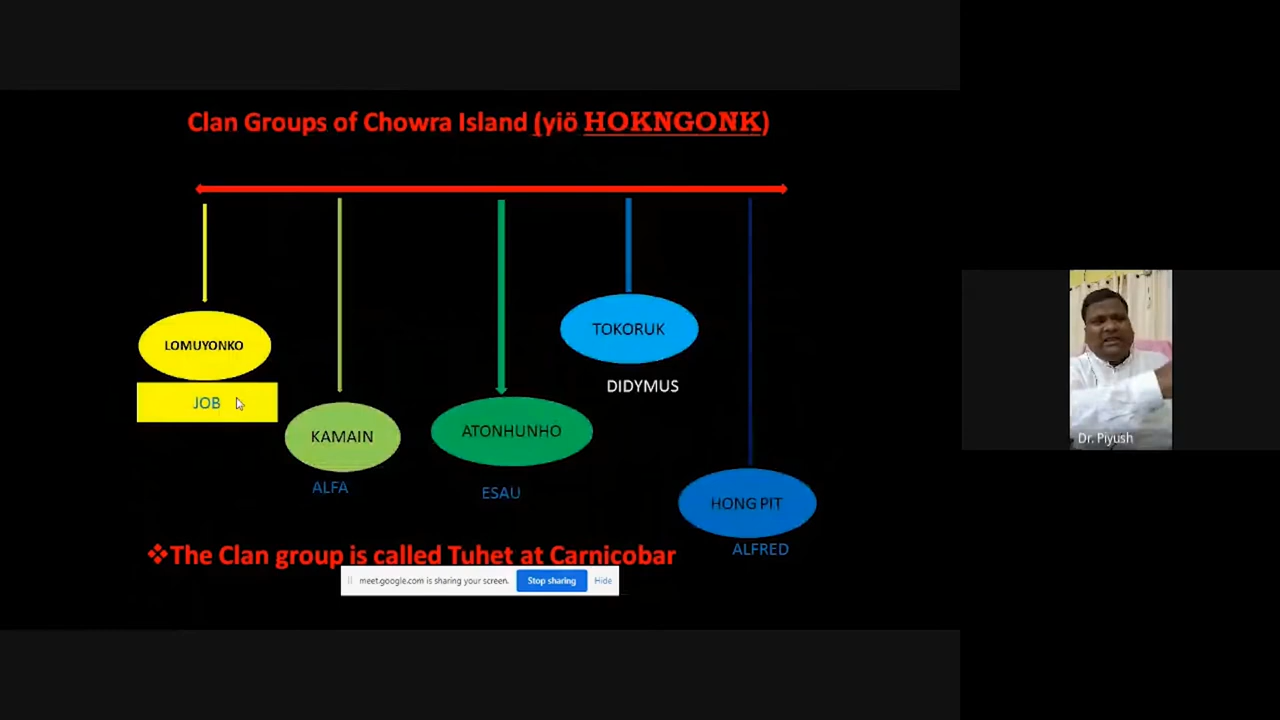 Clan Groups of Chowra Island (yiö HOKNGONK)
LOMUYONKO
JOB
KAMAIN
ALFA
ATONHUNHO
ESAU
TOKORUK
DIDYMUS
HONG PIT
ALFRED
❖The Clan group is called Tuhet at Carnicobar
meet.google.com is sharing your screen. Stop sharing Hide
Dr. Piyush